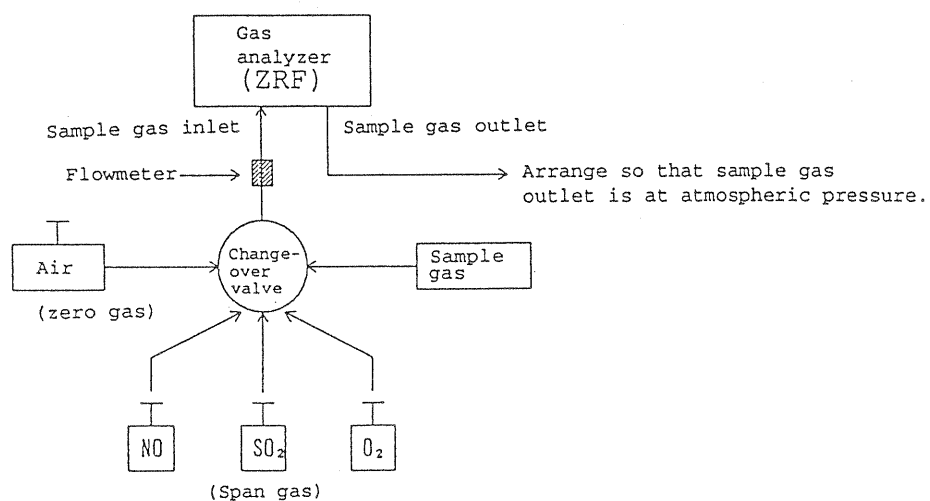 Gas
analyzer
(ZRF)
Sample gas inlet
Sample gas outlet
Flowmeter
Arrange so that sample gas
outlet is at atmospheric pressure.
Air
Change-
over
valve
Sample
gas
(zero gas)
NO
SO₂
O₂
(Span gas)